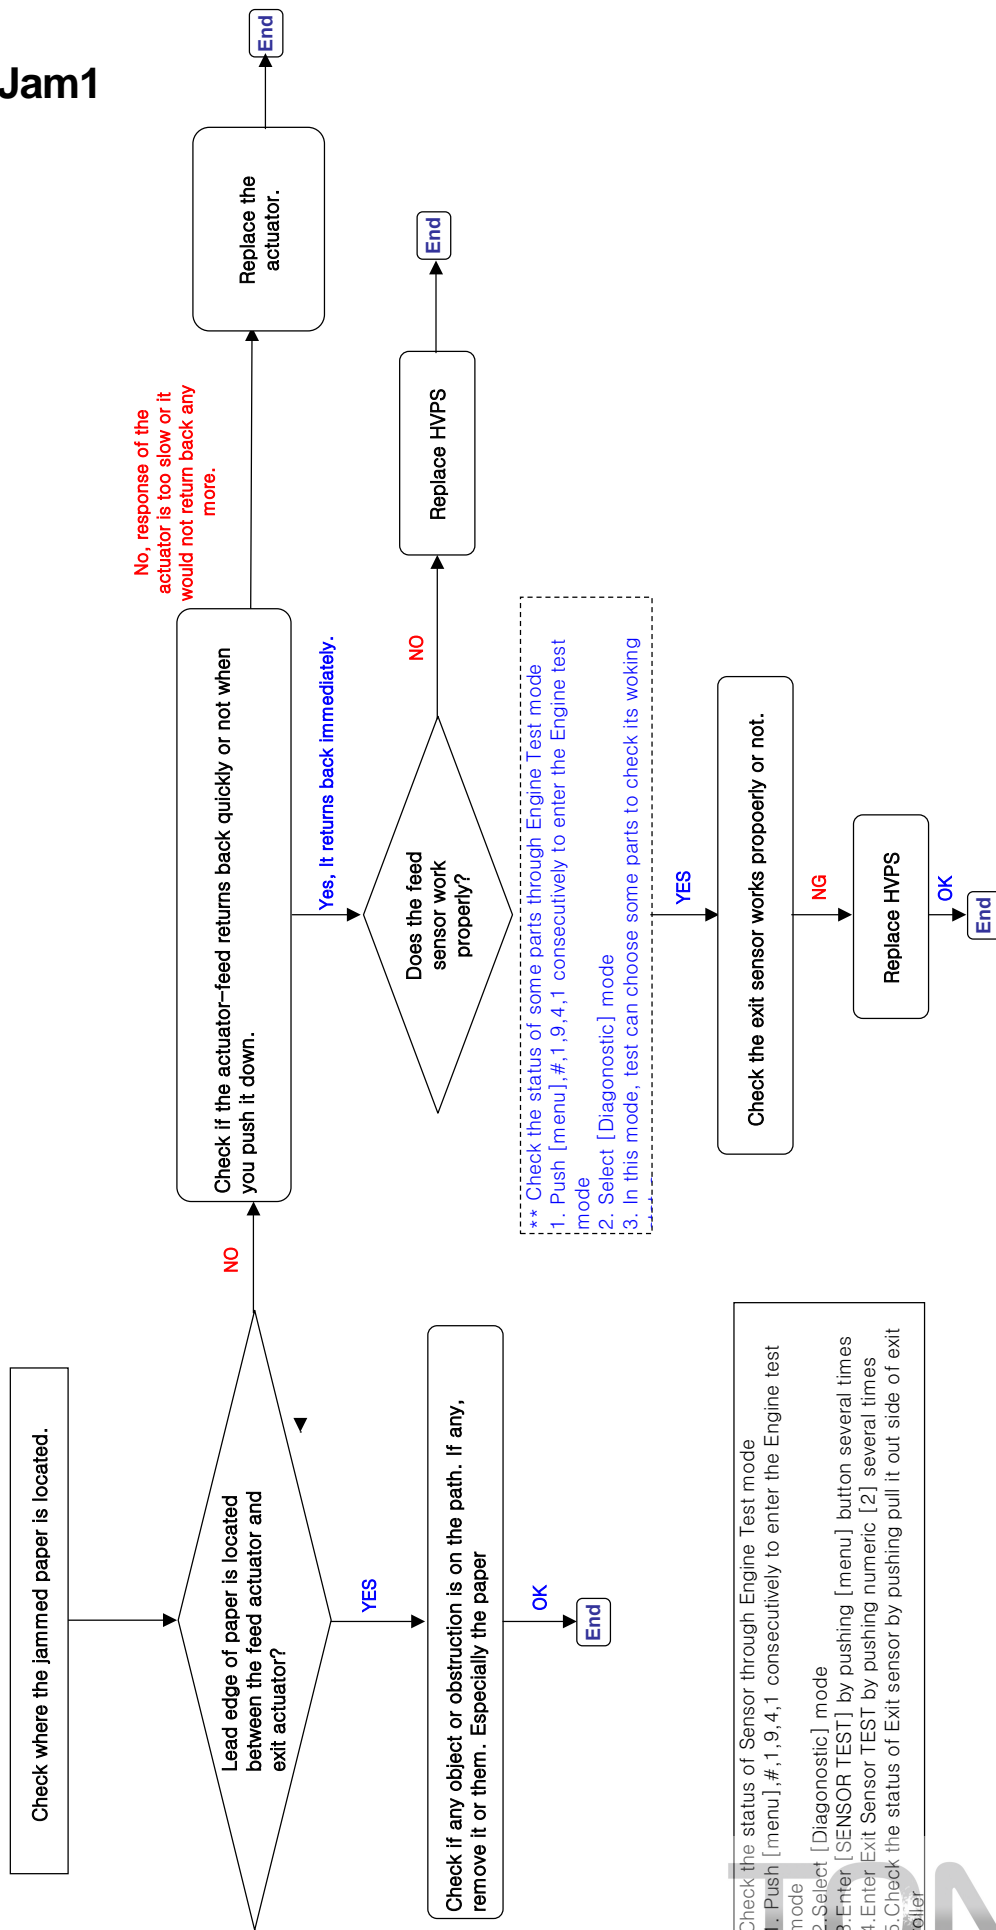 Jam1
Check where the jammed paper is located.
Lead edge of paper is located
between the feed actuator and
exit actuator?
NO
YES
Check if any object or obstruction is on the path. If any,
remove it or them. Especially the paper
OK
End
Check if the actuator-feed returns back quickly or not when
you push it down.
No, response of the
actuator is too slow or it
would not return back any
more.
Replace the
actuator.
End
Yes, It returns back immediately.
Does the feed
sensor work
properly?
NO
Replace HVPS
End
** Check the status of some parts through Engine Test mode
1. Push [menu],#,1,9,4,1 consecutively to enter the Engine test
mode
2. Select [Diagonostic] mode
3. In this mode, test can choose some parts to check its woking
YES
Check the exit sensor works propoerly or not.
NG
Replace HVPS
OK
End
Check the status of Sensor through Engine Test mode
1. Push [menu],#,1,9,4,1 consecutively to enter the Engine test
mode
2.Select [Diagonostic] mode
3.Enter [SENSOR TEST] by pushing [menu] button several times
4.Enter Exit Sensor TEST by pushing numeric [2] several times
5.Check the status of Exit sensor by pushing pull it out side of exit
oller